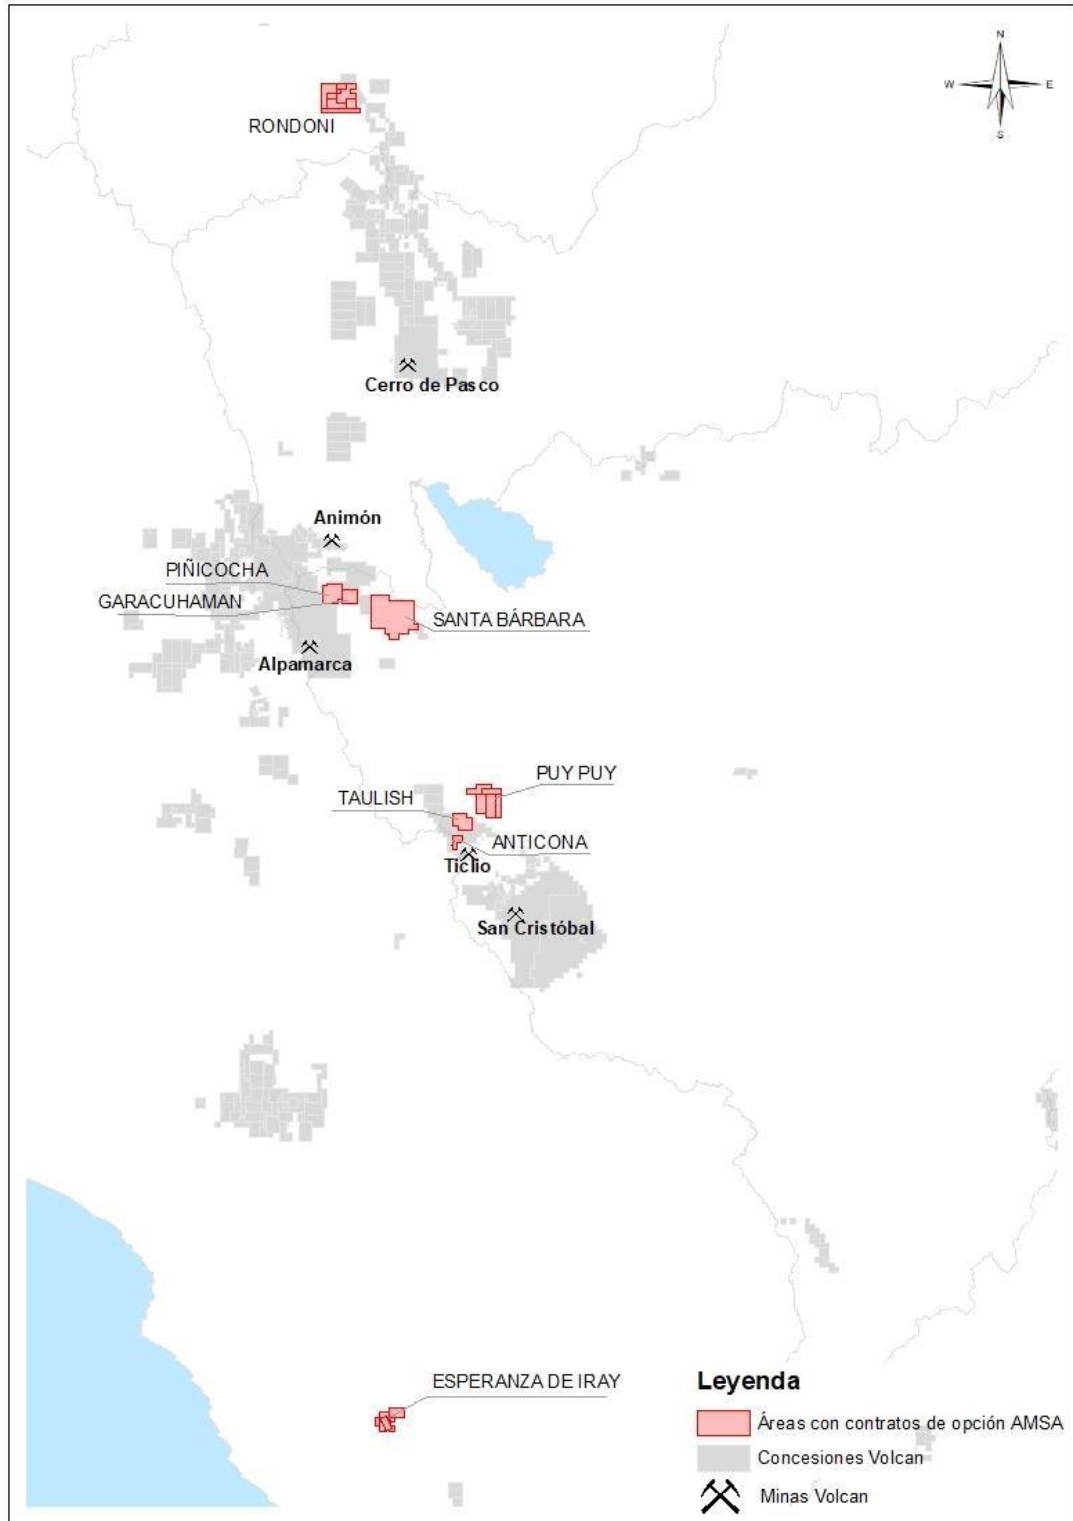 N
W
E
S
RONDONI
Cerro de Pasco
Animón
PIÑICOCHA
GARACUHAMAN
SANTA BÁRBARA
Alpamarca
PUY PUY
TAULISH
ANTICONA
Ticlio
San Cristóbal
ESPERANZA DE IRAY
Leyenda
Áreas con contratos de opción AMSA
Concesiones Volcan
Minas Volcan